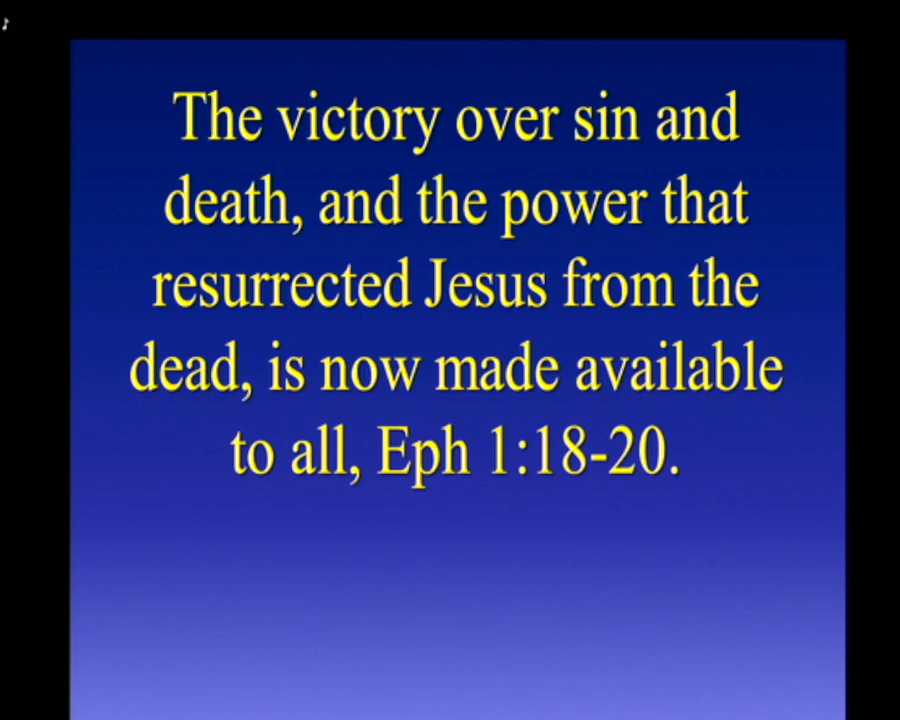 The victory over sin and
death, and the power that
resurrected Jesus from the
dead, is now made available
to all, Eph 1:18-20.